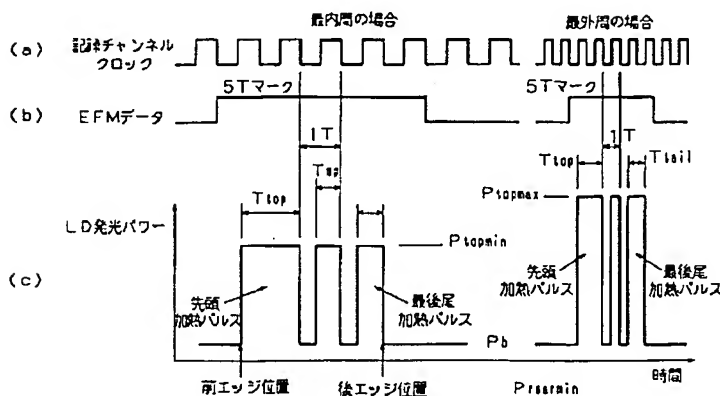 最内周の場合
最外周の場合
(a) 記録チャンネル
クロック
5Tマーク
5Tマーク
(b) EFMデータ
1T
1T
Ttop
Tmp
Ttop
Ttail
LD発光パワー
Ptopmax
Ptopmin
(c)
先頭
加熱パルス
最後尾
加熱パルス
先頭
加熱パルス
最後尾
加熱パルス
Pb
時間
前エッジ位置
後エッジ位置